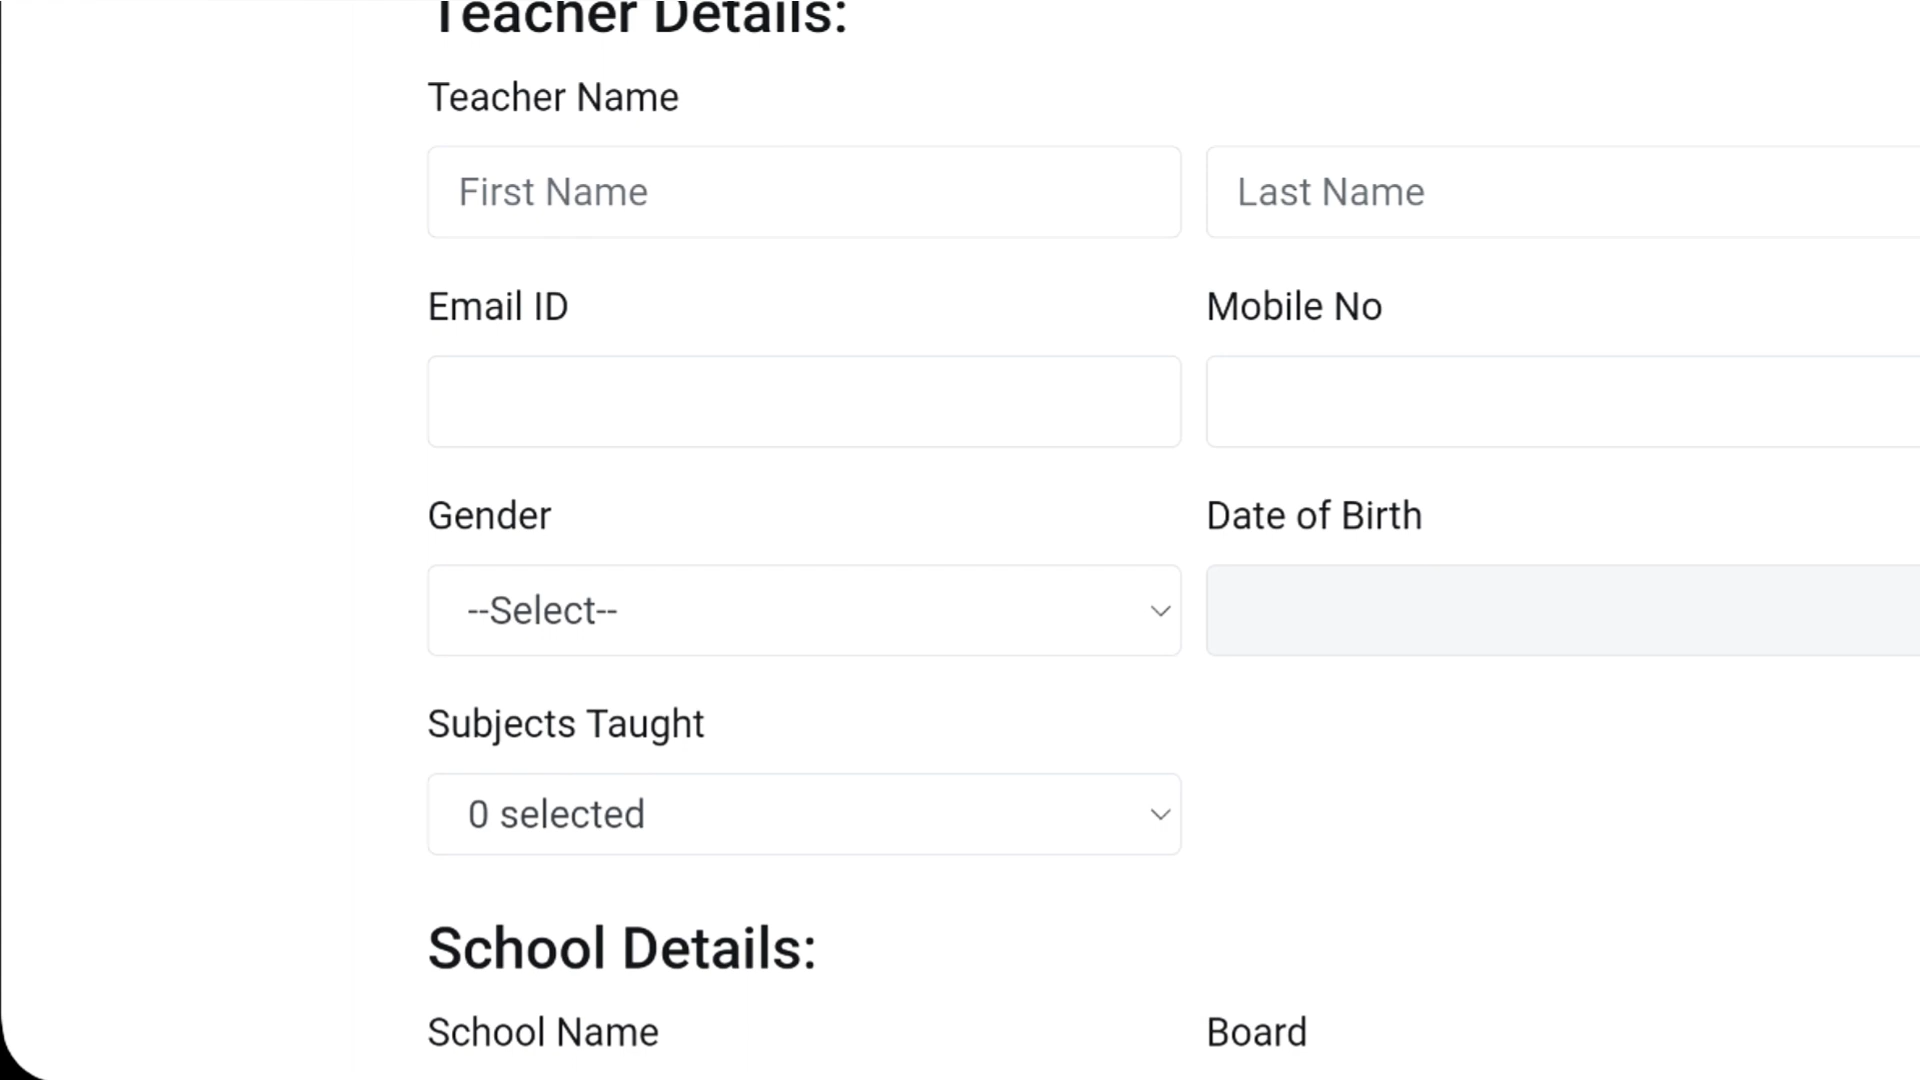 Teacher Details:
Teacher Name
First Name
Last Name
Email ID
Mobile No
Gender
Date of Birth
--Select--
Subjects Taught
0 selected
School Details:
School Name
Board